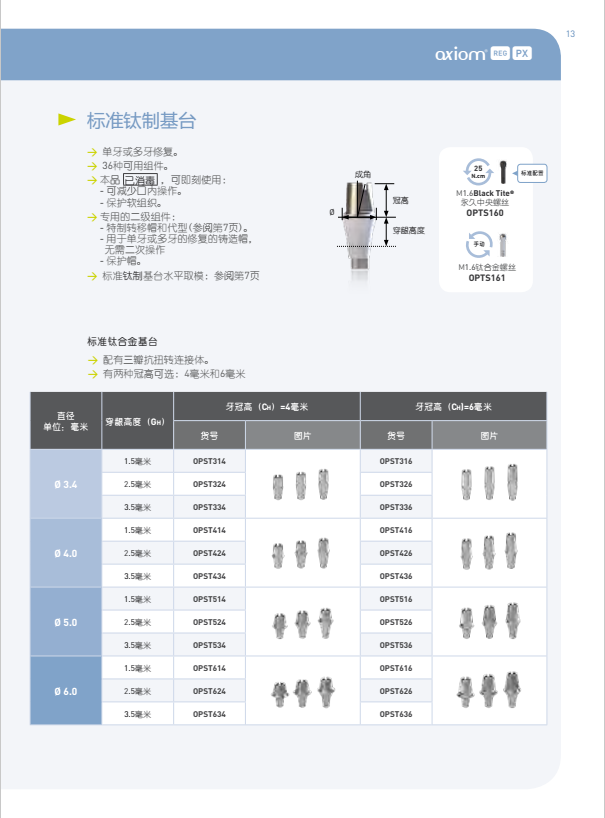 13
axiom® REG PX
标准钛制基台
→ 单牙或多牙修复。
→ 36种可用组件。
→ 本品 已消毒 ，可即刻使用：
- 可减少口内操作。
- 保护软组织。
→ 专用的二级组件：
- 特制转移帽和代型(参阅第7页)。
- 用于单牙或多牙的修复的铸造帽，
无需二次操作
- 保护帽。
→ 标准钛制基台水平取模：参阅第7页
成角
冠高
Ø
穿龈高度
25
N.cm
标准配置
M1.6Black Tite®
永久中央螺丝
OPTS160
手动
M1.6钛合金螺丝
OPTS161
标准钛合金基台
→ 配有三瓣抗扭转连接体。
→ 有两种冠高可选：4毫米和6毫米
直径
单位：毫米
穿龈高度（GH）
牙冠高（CH）=4毫米
牙冠高（CH)=6毫米
货号 图片 货号 图片
Ø 3.4
1.5毫米 OPST314 OPST316
2.5毫米 OPST324 OPST326
3.5毫米 OPST334 OPST336
Ø 4.0
1.5毫米 OPST414 OPST416
2.5毫米 OPST424 OPST426
3.5毫米 OPST434 OPST436
Ø 5.0
1.5毫米 OPST514 OPST516
2.5毫米 OPST524 OPST526
3.5毫米 OPST534 OPST536
Ø 6.0
1.5毫米 OPST614 OPST616
2.5毫米 OPST624 OPST626
3.5毫米 OPST634 OPST636